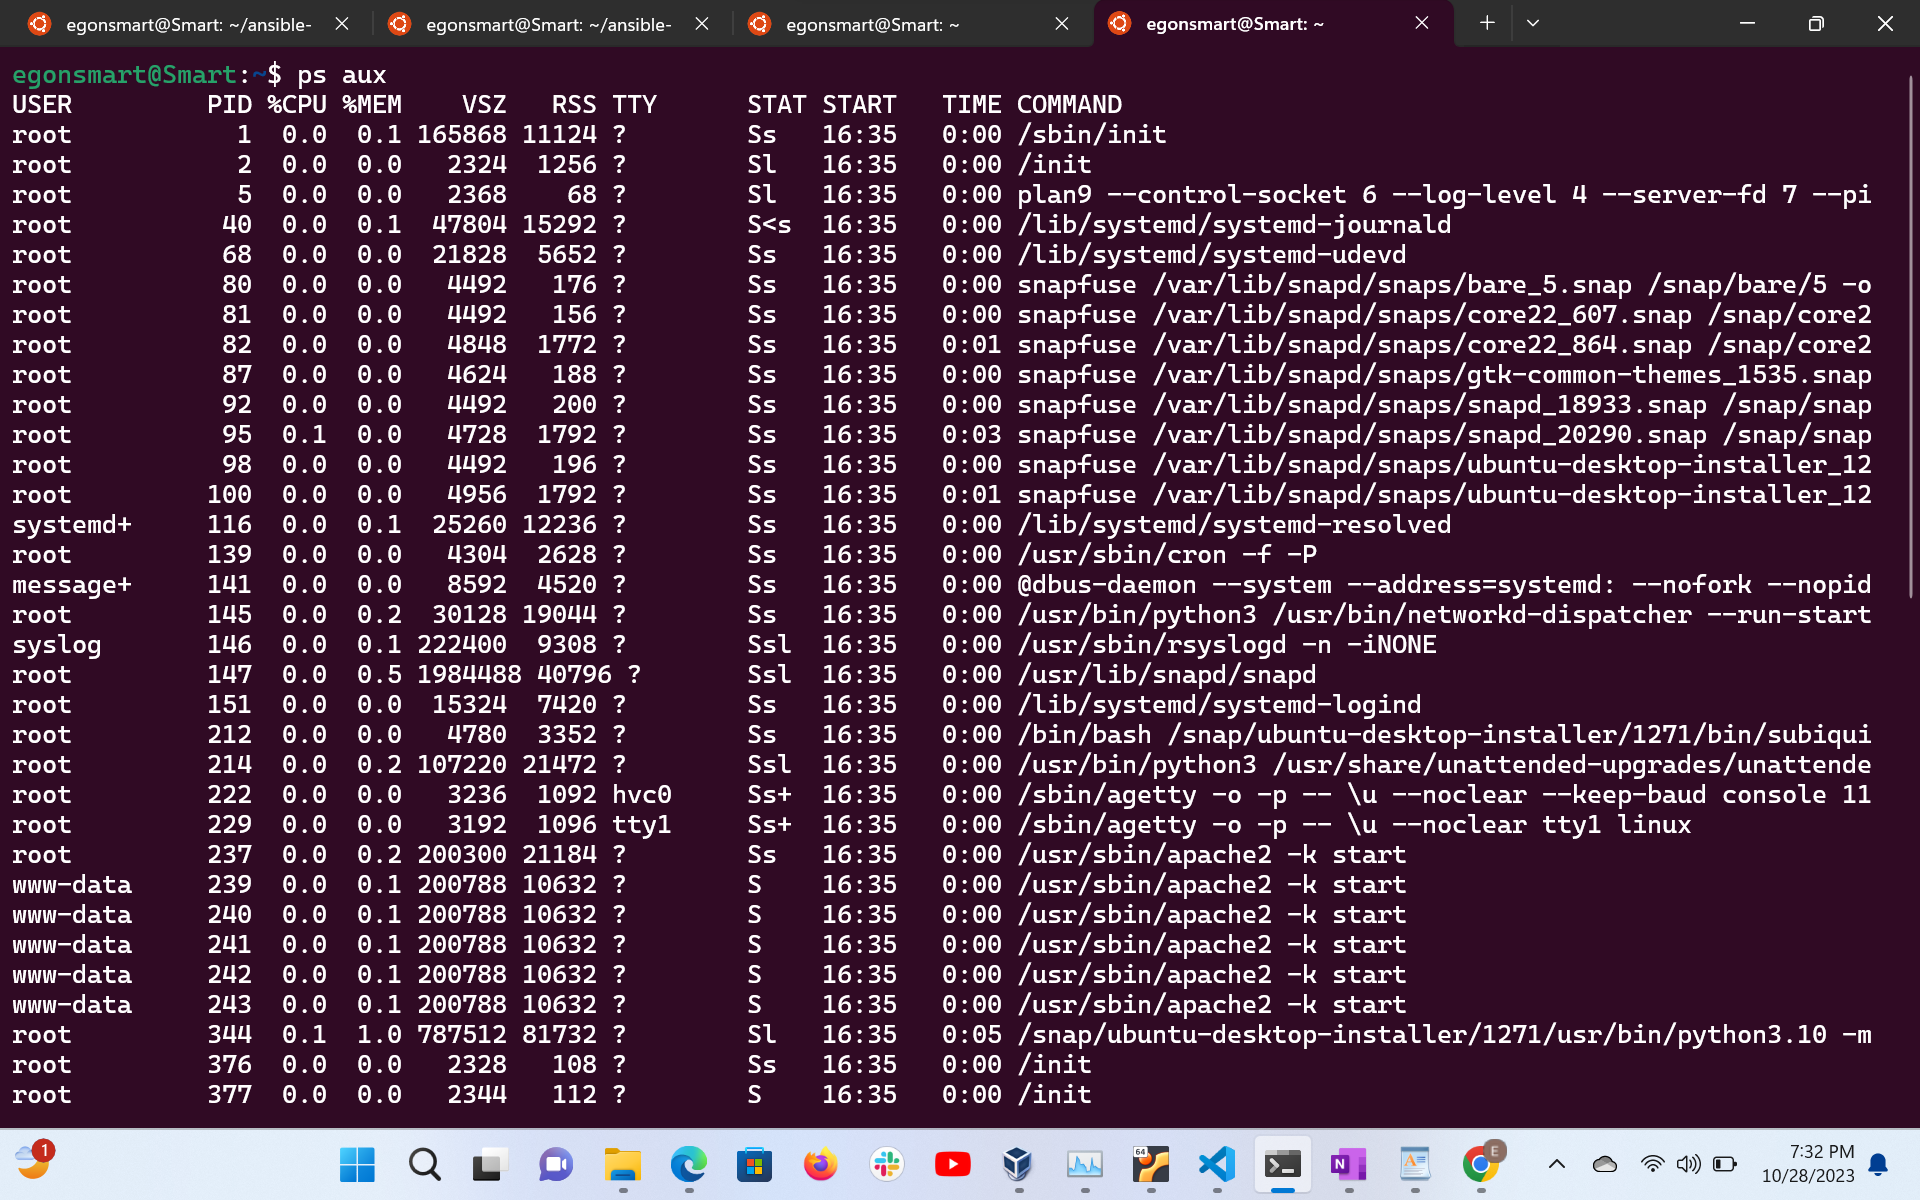 egonsmart@Smart: ~/ansible-
egonsmart@Smart: ~/ansible-
egonsmart@Smart: ~
egonsmart@Smart: ~
egonsmart@Smart:~$ ps aux
USER         PID %CPU %MEM    VSZ   RSS TTY      STAT START   TIME COMMAND
root           1  0.0  0.1 165868 11124 ?        Ss   16:35   0:00 /sbin/init
root           2  0.0  0.0   2324  1256 ?        Sl   16:35   0:00 /init
root           5  0.0  0.0   2368    68 ?        Sl   16:35   0:00 plan9 --control-socket 6 --log-level 4 --server-fd 7 --pi
root          40  0.0  0.1  47804 15292 ?        S<s  16:35   0:00 /lib/systemd/systemd-journald
root          68  0.0  0.0  21828  5652 ?        Ss   16:35   0:00 /lib/systemd/systemd-udevd
root          80  0.0  0.0   4492   176 ?        Ss   16:35   0:00 snapfuse /var/lib/snapd/snaps/bare_5.snap /snap/bare/5 -o
root          81  0.0  0.0   4492   156 ?        Ss   16:35   0:00 snapfuse /var/lib/snapd/snaps/core22_607.snap /snap/core2
root          82  0.0  0.0   4848  1772 ?        Ss   16:35   0:01 snapfuse /var/lib/snapd/snaps/core22_864.snap /snap/core2
root          87  0.0  0.0   4624   188 ?        Ss   16:35   0:00 snapfuse /var/lib/snapd/snaps/gtk-common-themes_1535.snap
root          92  0.0  0.0   4492   200 ?        Ss   16:35   0:00 snapfuse /var/lib/snapd/snaps/snapd_18933.snap /snap/snap
root          95  0.1  0.0   4728  1792 ?        Ss   16:35   0:03 snapfuse /var/lib/snapd/snaps/snapd_20290.snap /snap/snap
root          98  0.0  0.0   4492   196 ?        Ss   16:35   0:00 snapfuse /var/lib/snapd/snaps/ubuntu-desktop-installer_12
root         100  0.0  0.0   4956  1792 ?        Ss   16:35   0:01 snapfuse /var/lib/snapd/snaps/ubuntu-desktop-installer_12
systemd+     116  0.0  0.1  25260 12236 ?        Ss   16:35   0:00 /lib/systemd/systemd-resolved
root         139  0.0  0.0   4304  2628 ?        Ss   16:35   0:00 /usr/sbin/cron -f -P
message+     141  0.0  0.0   8592  4520 ?        Ss   16:35   0:00 @dbus-daemon --system --address=systemd: --nofork --nopid
root         145  0.0  0.2  30128 19044 ?        Ss   16:35   0:00 /usr/bin/python3 /usr/bin/networkd-dispatcher --run-start
syslog       146  0.0  0.1 222400  9308 ?        Ssl  16:35   0:00 /usr/sbin/rsyslogd -n -iNONE
root         147  0.0  0.5 1984488 40796 ?       Ssl  16:35   0:00 /usr/lib/snapd/snapd
root         151  0.0  0.0  15324  7420 ?        Ss   16:35   0:00 /lib/systemd/systemd-logind
root         212  0.0  0.0   4780  3352 ?        Ss   16:35   0:00 /bin/bash /snap/ubuntu-desktop-installer/1271/bin/subiqui
root         214  0.0  0.2 107220 21472 ?        Ssl  16:35   0:00 /usr/bin/python3 /usr/share/unattended-upgrades/unattende
root         222  0.0  0.0   3236  1092 hvc0     Ss+  16:35   0:00 /sbin/agetty -o -p -- \u --noclear --keep-baud console 11
root         229  0.0  0.0   3192  1096 tty1     Ss+  16:35   0:00 /sbin/agetty -o -p -- \u --noclear tty1 linux
root         237  0.0  0.2 200300 21184 ?        Ss   16:35   0:00 /usr/sbin/apache2 -k start
www-data     239  0.0  0.1 200788 10632 ?        S    16:35   0:00 /usr/sbin/apache2 -k start
www-data     240  0.0  0.1 200788 10632 ?        S    16:35   0:00 /usr/sbin/apache2 -k start
www-data     241  0.0  0.1 200788 10632 ?        S    16:35   0:00 /usr/sbin/apache2 -k start
www-data     242  0.0  0.1 200788 10632 ?        S    16:35   0:00 /usr/sbin/apache2 -k start
www-data     243  0.0  0.1 200788 10632 ?        S    16:35   0:00 /usr/sbin/apache2 -k start
root         344  0.1  1.0 787512 81732 ?        Sl   16:35   0:05 /snap/ubuntu-desktop-installer/1271/usr/bin/python3.10 -m
root         376  0.0  0.0   2328   108 ?        Ss   16:35   0:00 /init
root         377  0.0  0.0   2344   112 ?        S    16:35   0:00 /init
1
64
N
E
7:32 PM
10/28/2023